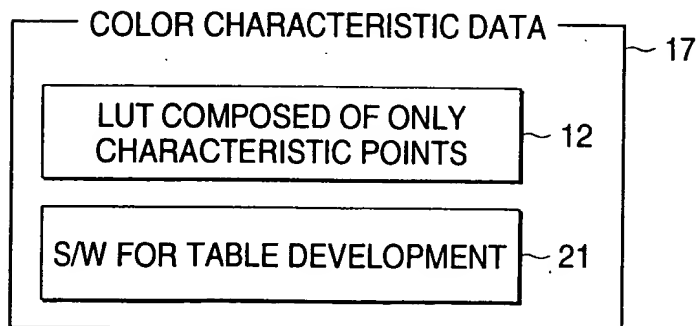 COLOR CHARACTERISTIC DATA
17
LUT COMPOSED OF ONLY
CHARACTERISTIC POINTS
12
S/W FOR TABLE DEVELOPMENT
21